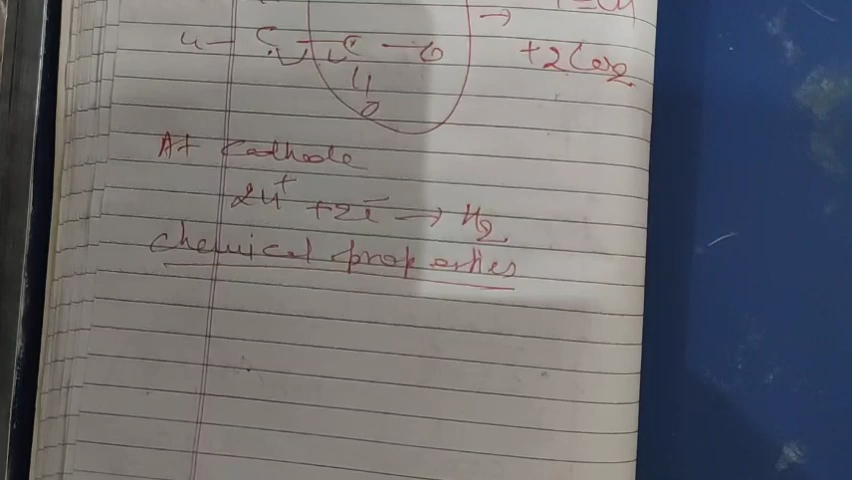 H- C - C - O
+2CO2
O
At Cathode
2H+ +2e- → H2
Chemical properties